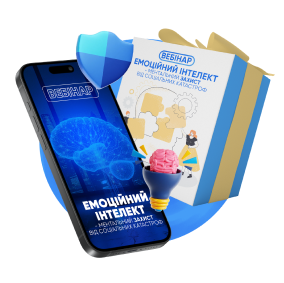 ВЕБІНАР
ЕМОЦІЙНИЙ ІНТЕЛЕКТ
– МЕНТАЛЬНИЙ ЗАХИСТ
ВІД СОЦІАЛЬНИХ КАТАСТРОФ
ВЕБІНАР
ЕМОЦІЙНИЙ
ІНТЕЛЕКТ
– МЕНТАЛЬНИЙ ЗАХИСТ
ВІД СОЦІАЛЬНИХ КАТАСТРОФ